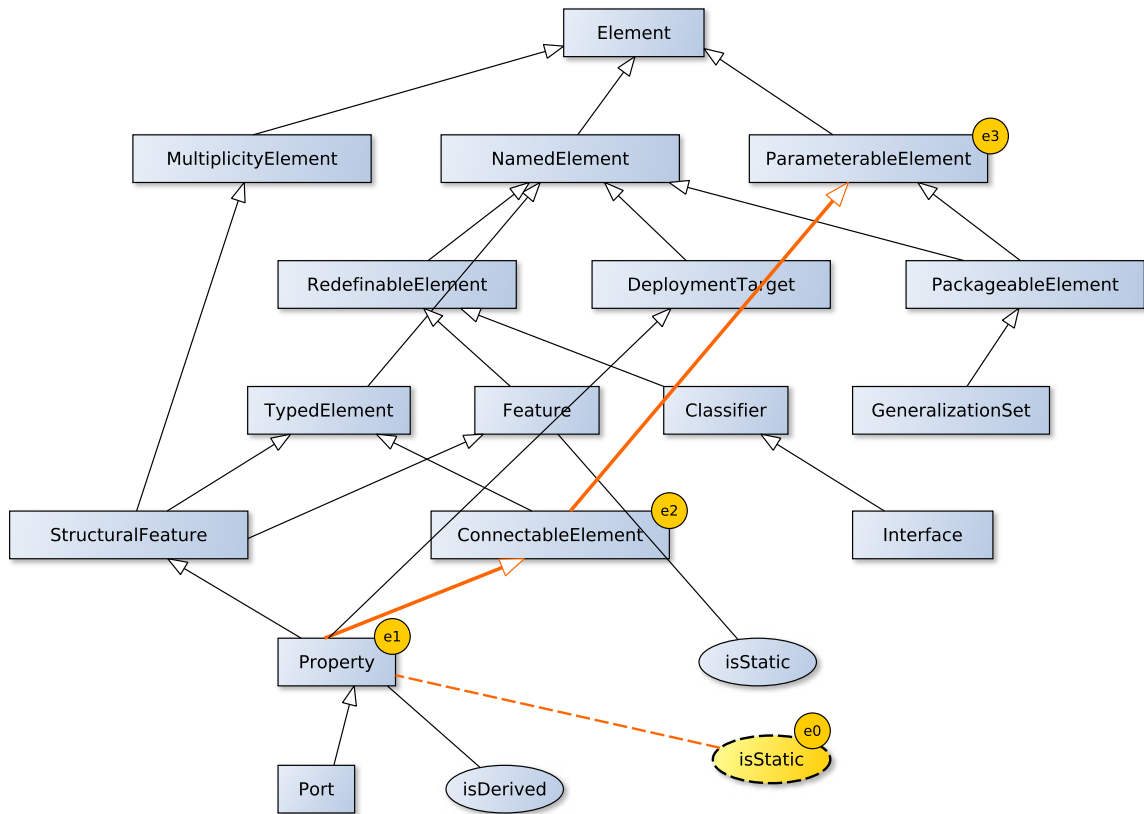 Element
e3
MultiplicityElement
NamedElement
ParameterableElement
RedefinableElement
DeploymentTarget
PackageableElement
TypedElement
Feature
Classifier
GeneralizationSet
e2
StructuralFeature
ConnectableElement
Interface
e1
Property
isStatic
e0
isStatic
Port
isDerived